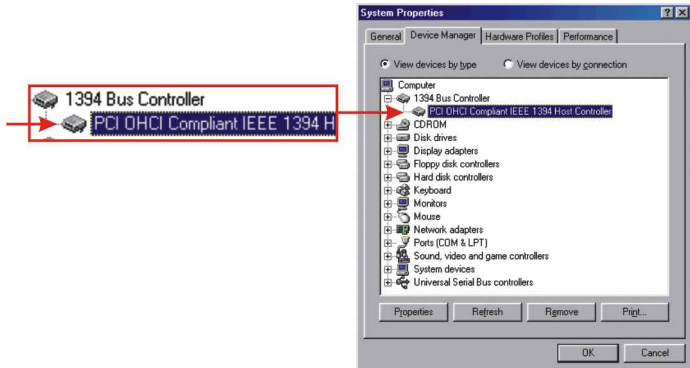 1394 Bus Controller
PCI OHCI Compliant IEEE 1394 H
System Properties
General Device Manager Hardware Profiles Performance
View devices by type View devices by connection
Computer
1394 Bus Controller
PCI OHCI Compliant IEEE 1394 Host Controller
CDROM
Disk drives
Display adapters
Floppy disk controllers
Hard disk controllers
Keyboard
Monitors
Mouse
Network adapters
Ports (COM & LPT)
Sound, video and game controllers
System devices
Universal Serial Bus controllers
Properties Refresh Remove Print...
OK Cancel